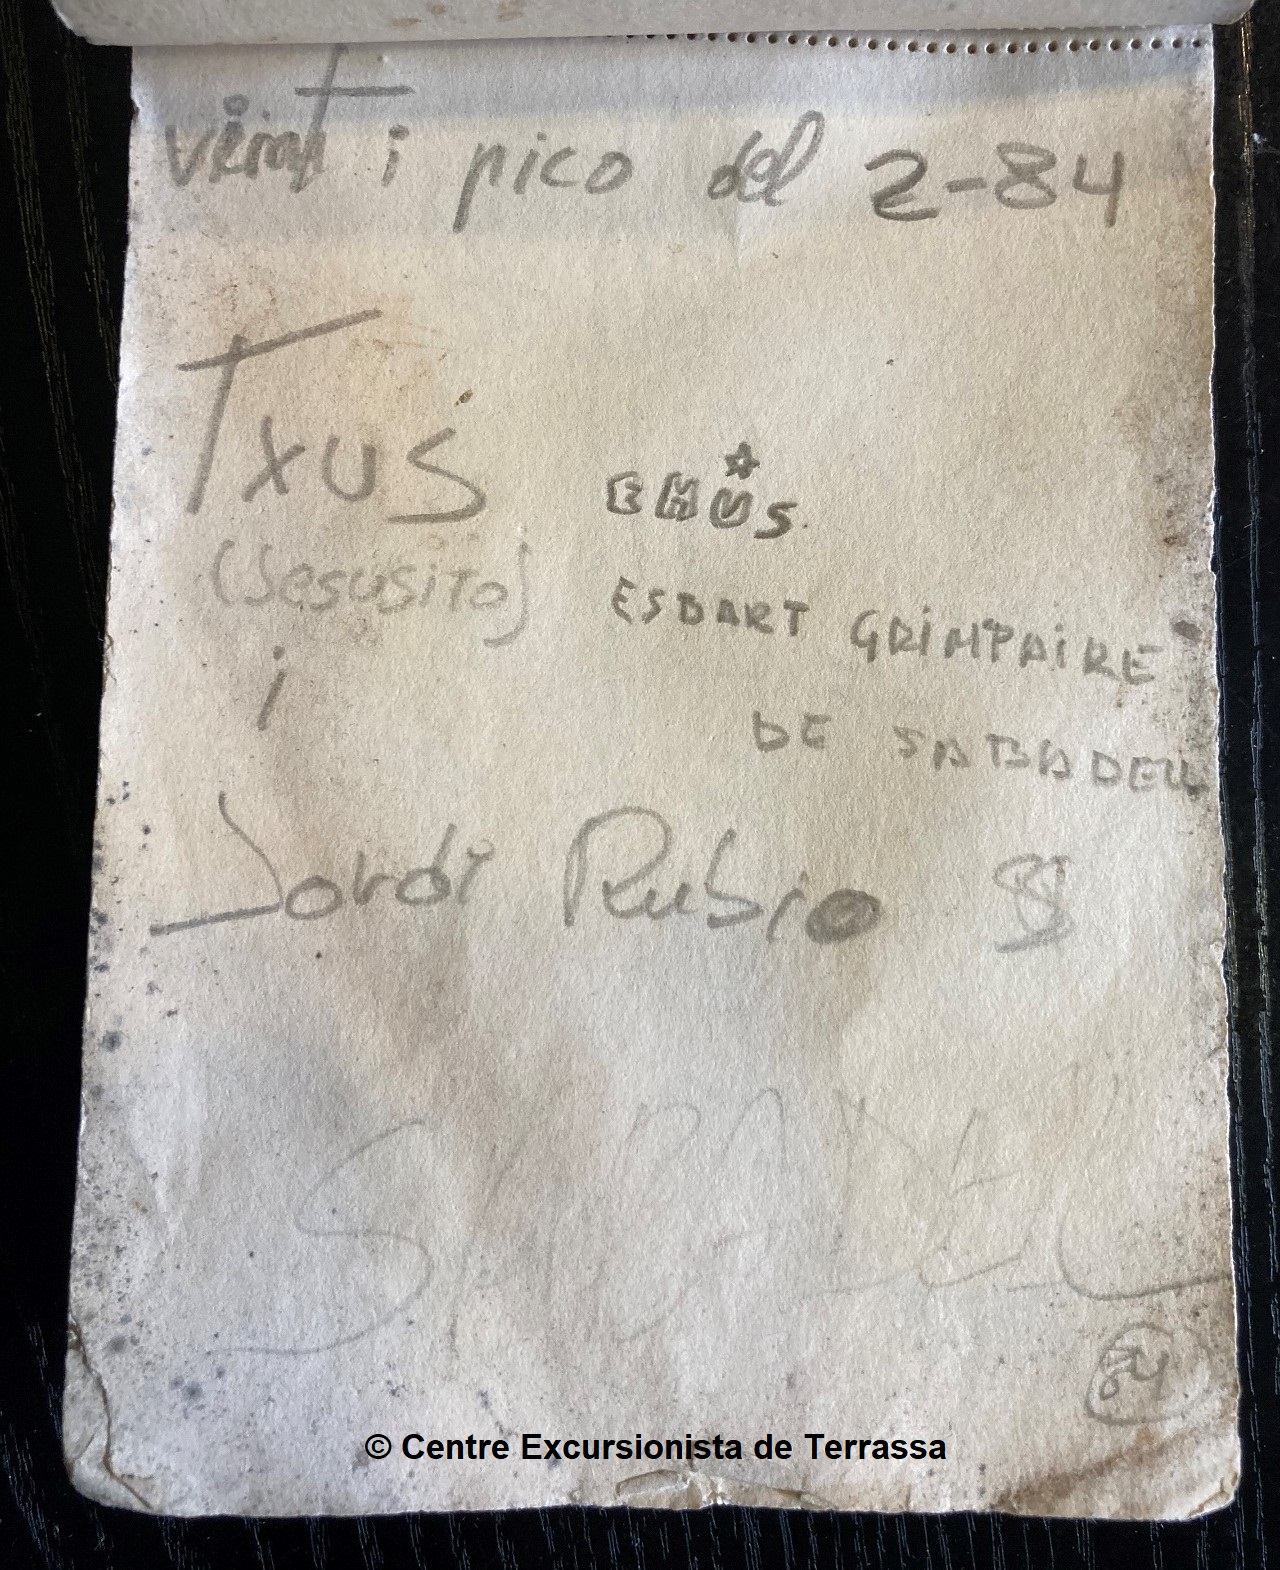 vint i pico del 2-84
Txus
EMUS.
(Jesusito)
ESBART GRIMPAIRE
i
DE SABADELL
Jordi Rubio
SABADELL
84
© Centre Excursionista de Terrassa